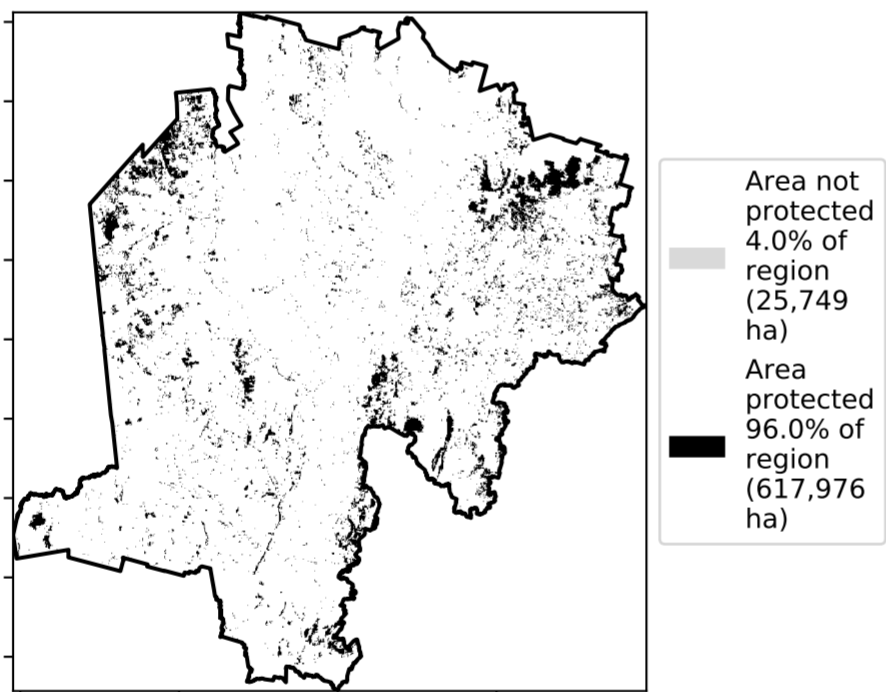 Area not
protected
4.0% of
region
(25,749
ha)
Area
protected
96.0% of
region
(617,976
ha)